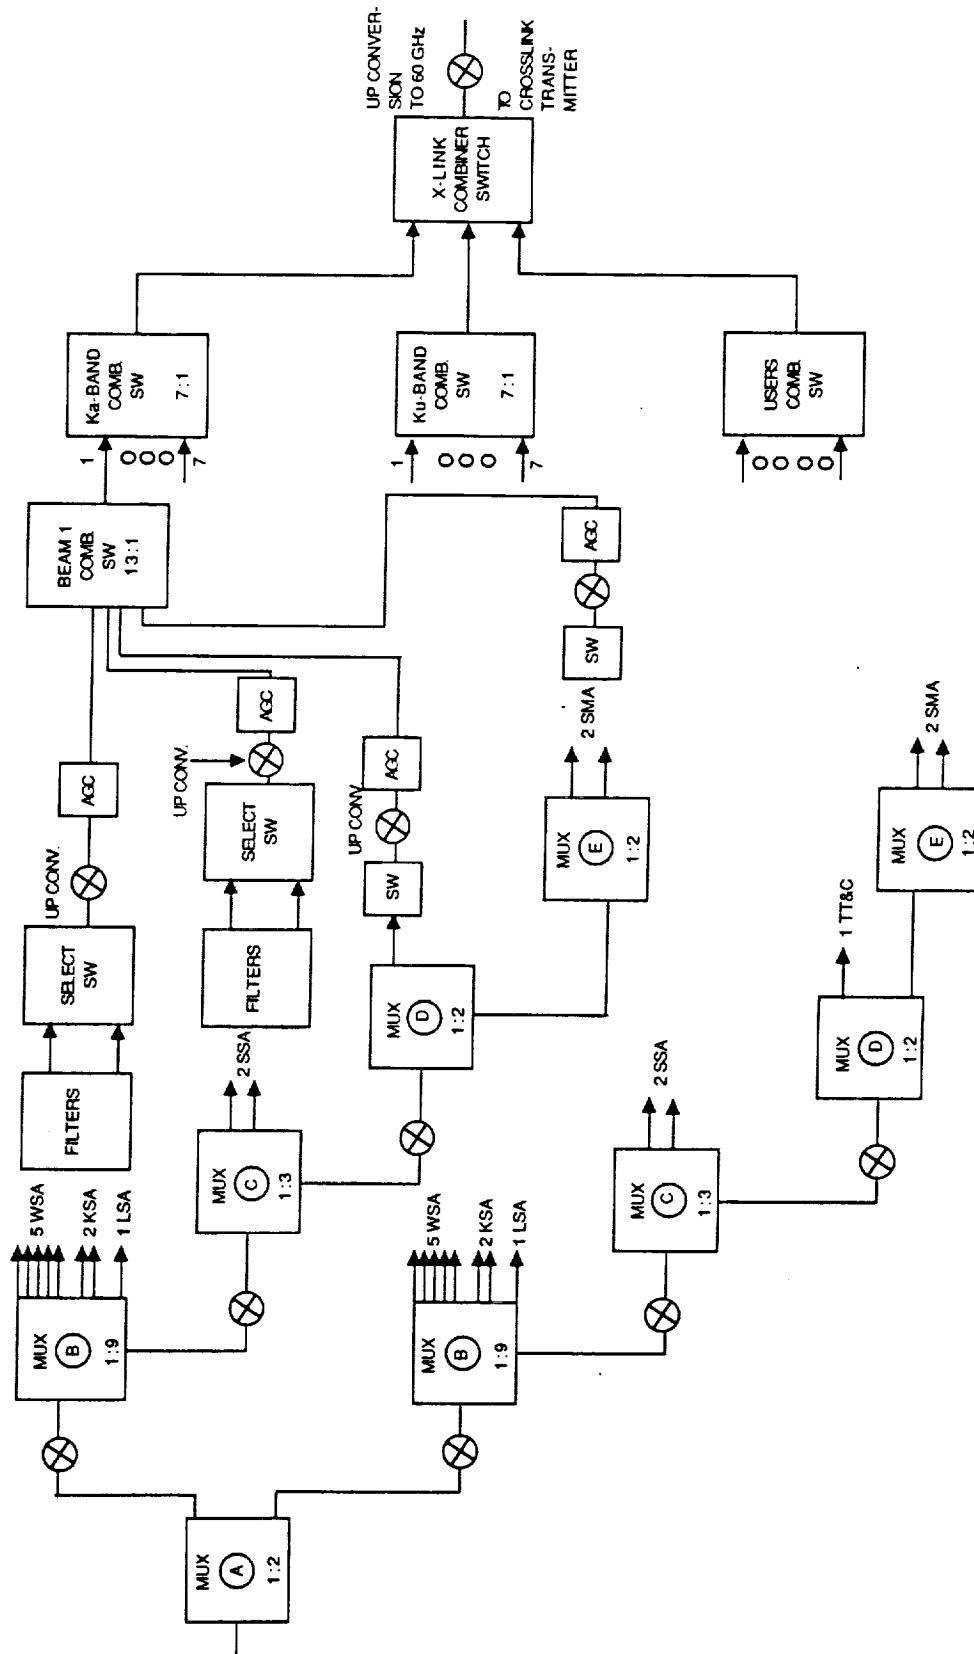 MUX
A
1:2
MUX
B
1:9
5 WSA
2 KSA
1 LSA
FILTERS
SELECT
SW
UP CONV.
AGC
BEAM 1
COMB.
SW
13:1
1
OOO
7
Ka-BAND
COMB.
SW
7:1
MUX
C
1:3
2 SSA
FILTERS
SELECT
SW
UP CONV.
AGC
MUX
D
1:2
SW
UP CONV.
AGC
MUX
E
1:2
2 SMA
SW
AGC
1
OOO
7
Ku-BAND
COMB.
SW
7:1
X-LINK
COMBINER
SWITCH
UP CONVER-
SION
TO 60 GHz
TO
CROSSLINK
TRANS-
MITTER
MUX
B
1:9
5 WSA
2 KSA
1 LSA
MUX
C
1:3
2 SSA
MUX
D
1:2
1 TT&C
MUX
E
1:2
2 SMA
OOOO
USERS
COMB.
SW